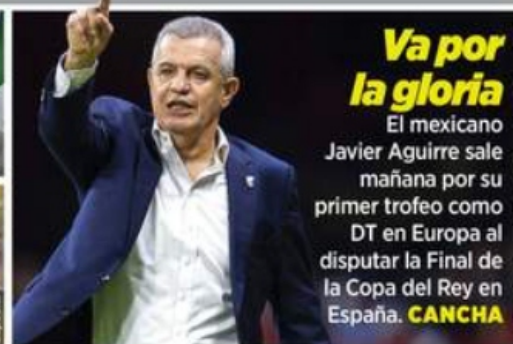 Va por
la gloria
El mexicano
Javier Aguirre sale
mañana por su
primer trofeo como
DT en Europa al
disputar la Final de
la Copa del Rey en
España. CANCHA